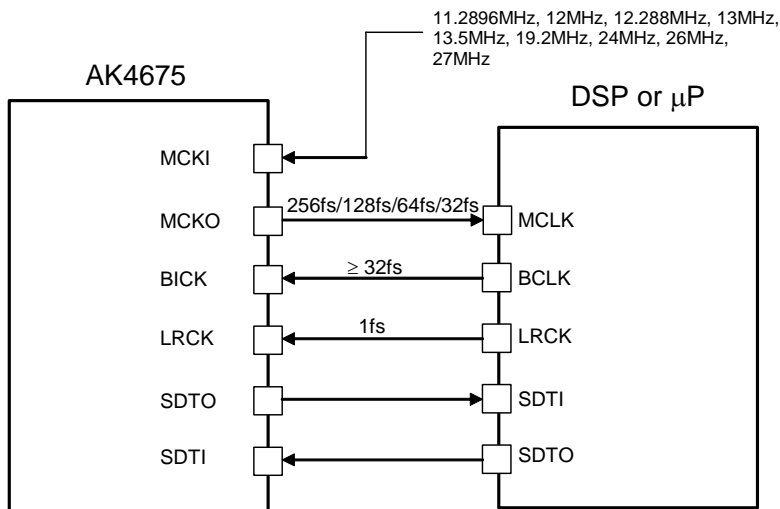 11.2896MHz, 12MHz, 12.288MHz, 13MHz,
13.5MHz, 19.2MHz, 24MHz, 26MHz,
27MHz
AK4675
DSP or μP
MCKI
MCKO
256fs/128fs/64fs/32fs
MCLK
BICK
≥ 32fs
BCLK
LRCK
1fs
LRCK
SDTO
SDTI
SDTI
SDTO